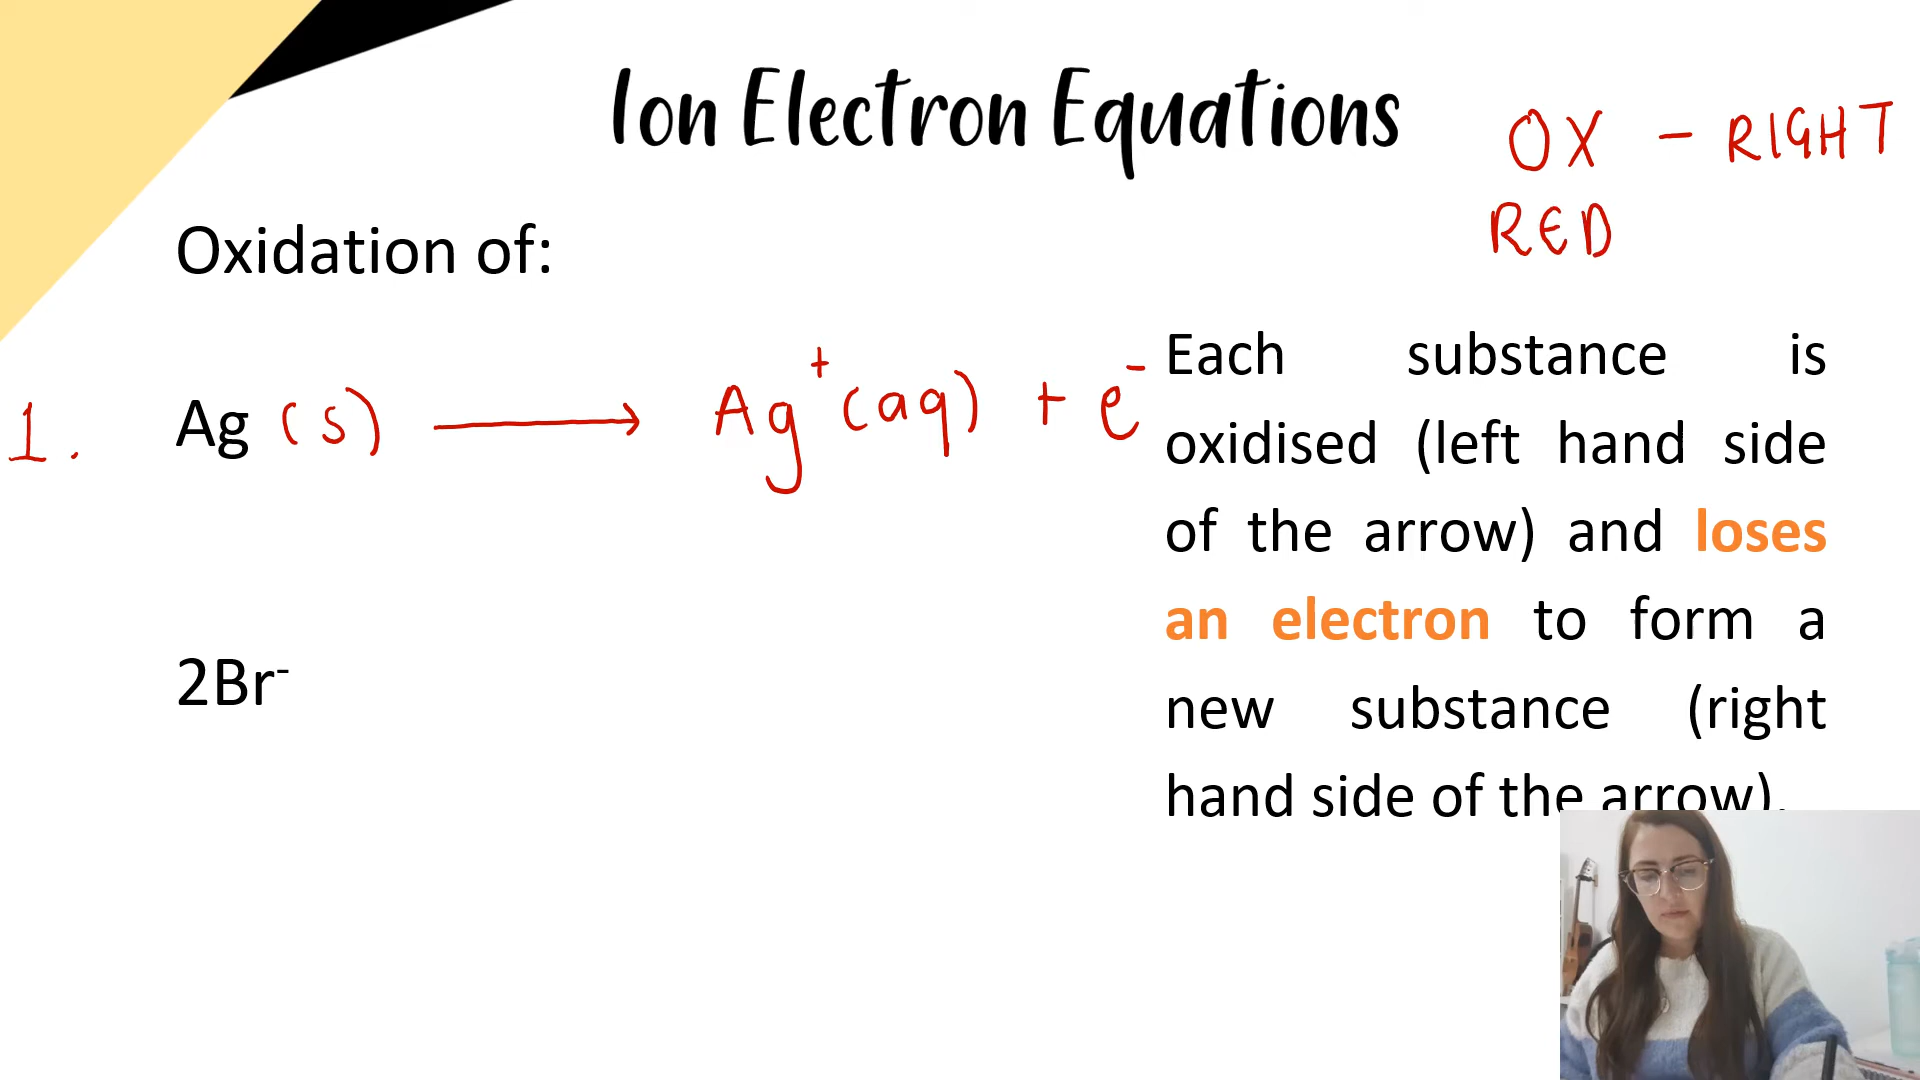 Ion Electron Equations
OX - RIGHT
RED
Oxidation of:
1. Ag (s) ⟶ Ag⁺(aq) + e⁻
2Br⁻
Each substance is
oxidised (left hand side
of the arrow) and loses
an electron to form a
new substance (right
hand side of the arrow).